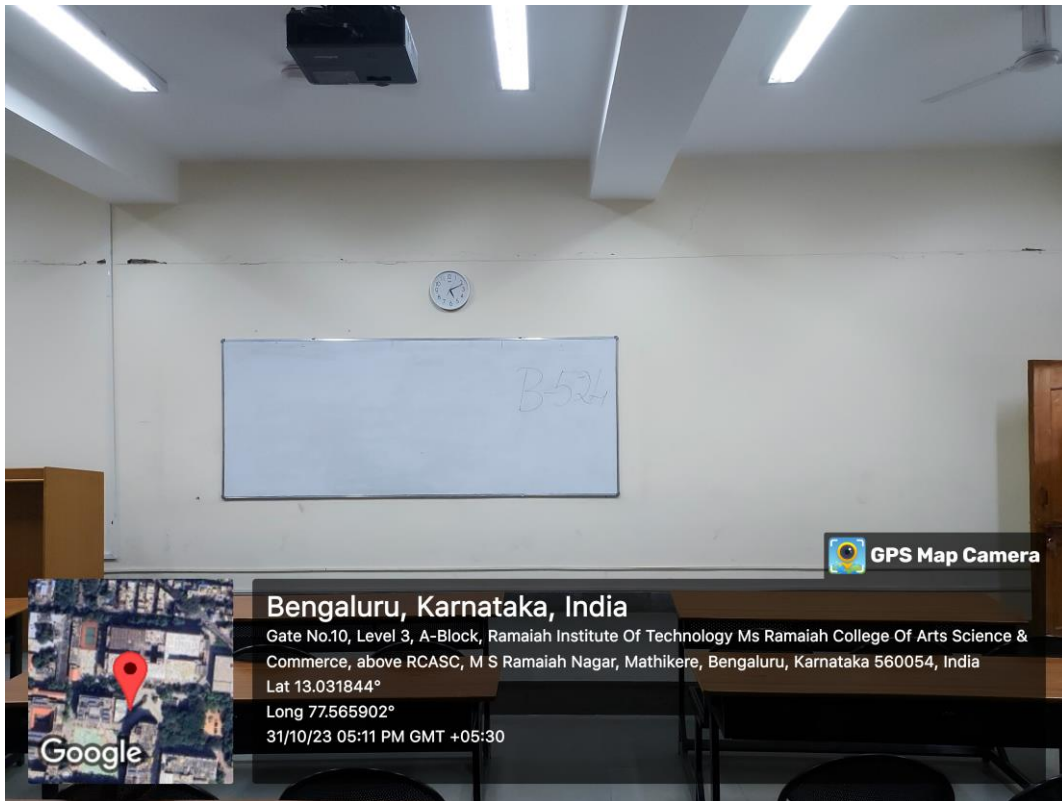 B-524
GPS Map Camera
Bengaluru, Karnataka, India
Gate No.10, Level 3, A-Block, Ramaiah Institute Of Technology Ms Ramaiah College Of Arts Science &
Commerce, above RCASC, M S Ramaiah Nagar, Mathikere, Bengaluru, Karnataka 560054, India
Lat 13.031844°
Long 77.565902°
31/10/23 05:11 PM GMT +05:30
Google